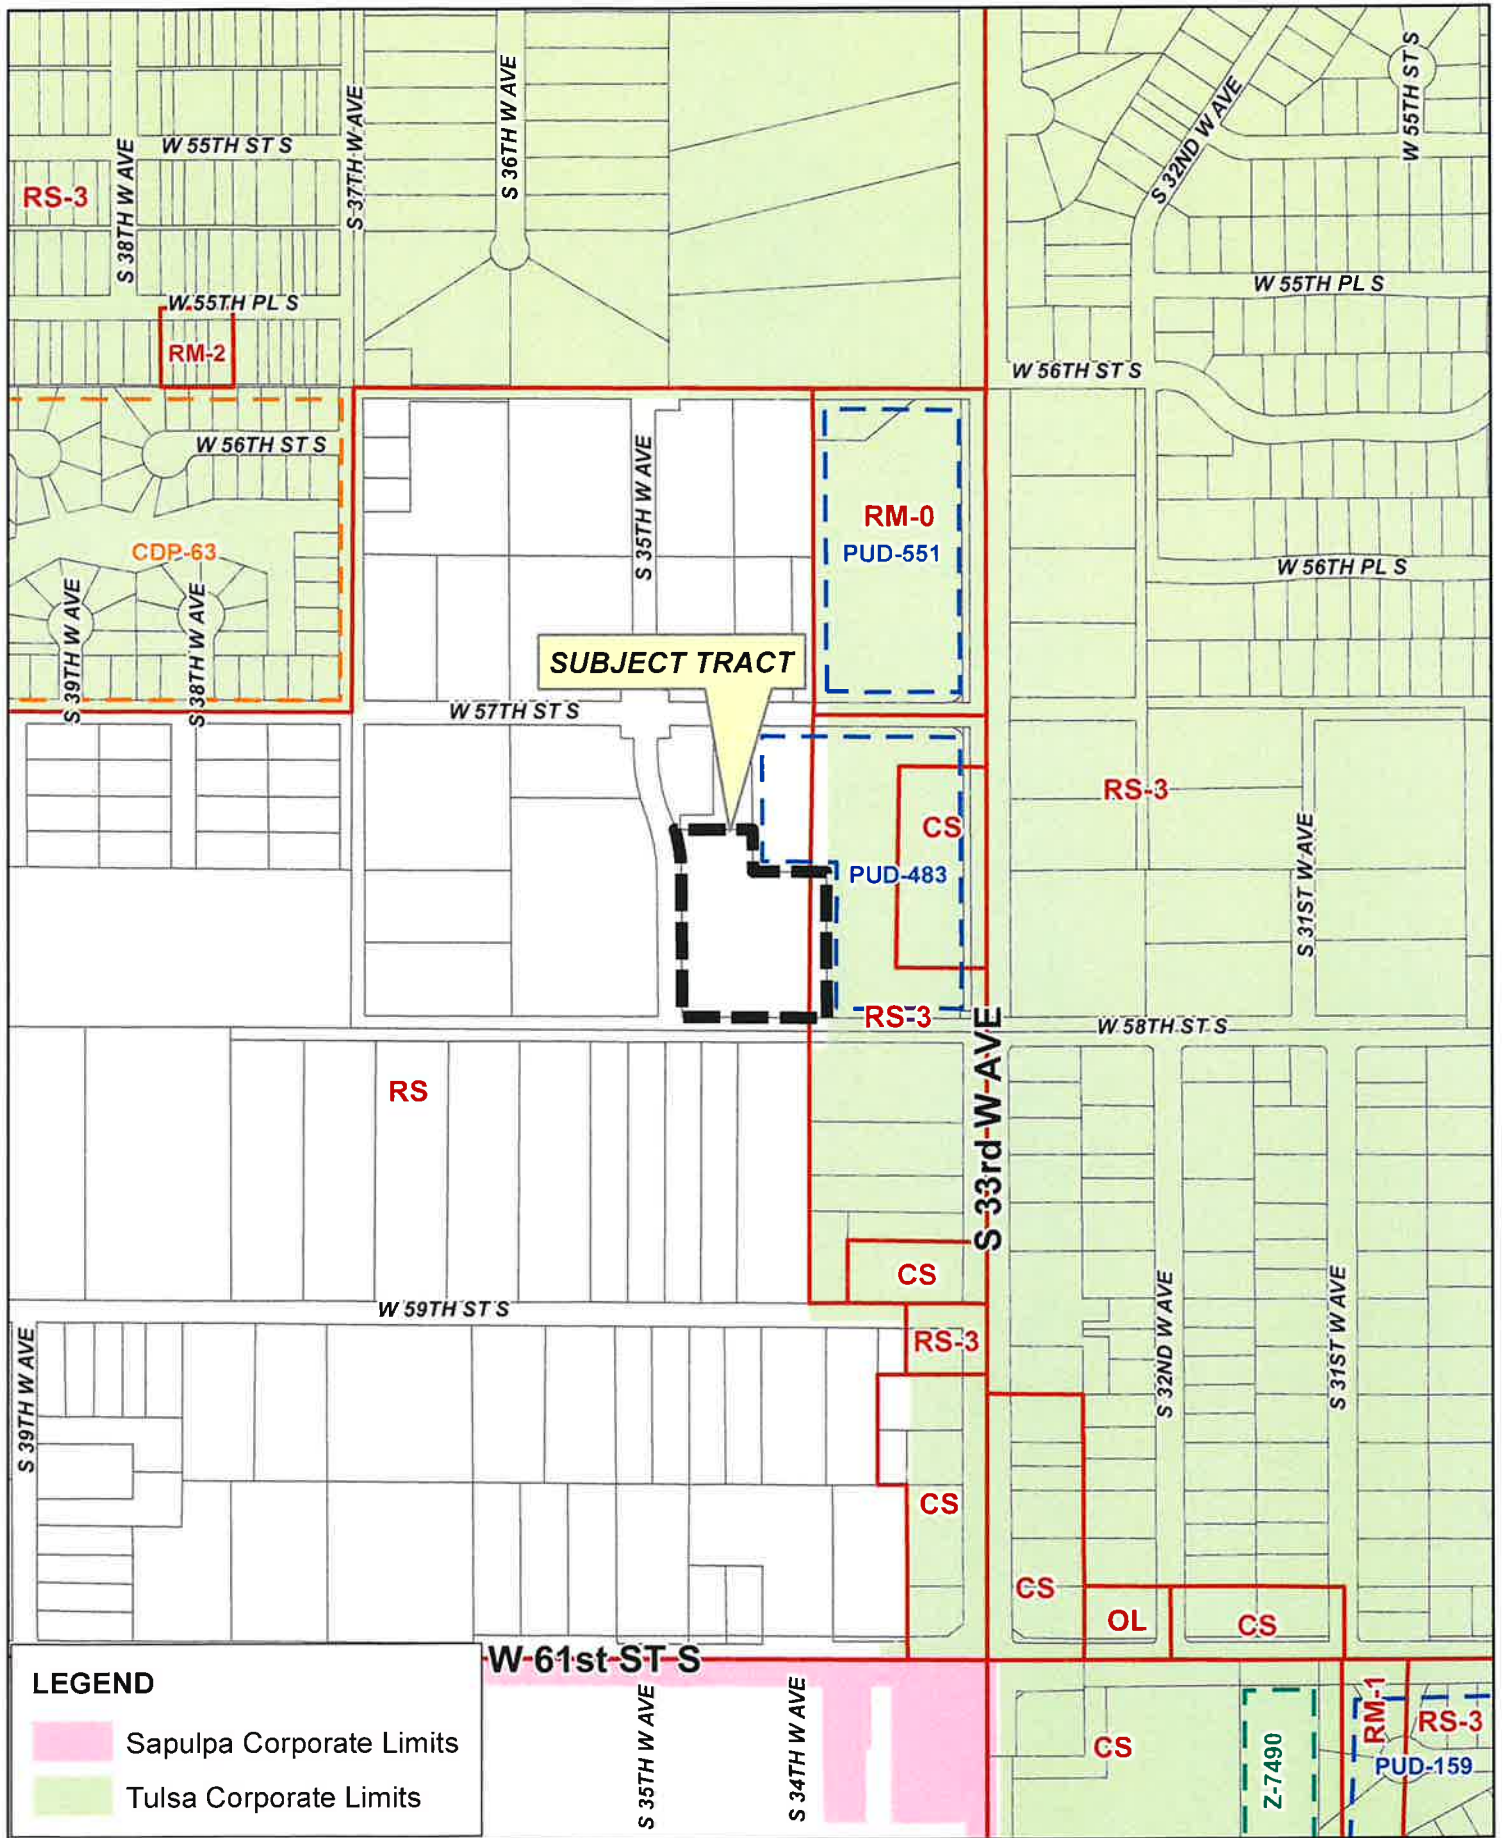 S 36TH W AVE
W 55TH ST S
S 32ND W AVE
W 55TH ST S
S 38TH W AVE
S 37TH W AVE
RS-3
W 55TH PL S
W 55TH PL S
RM-2
W 56TH ST S
W 56TH ST S
S 35TH W AVE
RM-0
PUD-551
CDP-63
W 56TH PL S
S 39TH W AVE
S 38TH W AVE
SUBJECT TRACT
W 57TH ST S
RS-3
CS
PUD-483
S 31ST W AVE
RS-3
W 58TH ST S
S 33rd W AVE
RS
CS
W 59TH ST S
RS-3
S 39TH W AVE
S 32ND W AVE
S 31ST W AVE
CS
CS
OL
CS
W 61st ST S
LEGEND
Sapulpa Corporate Limits
Tulsa Corporate Limits
S 35TH W AVE
S 34TH W AVE
CS
Z-7490
RM-1
RS-3
PUD-159